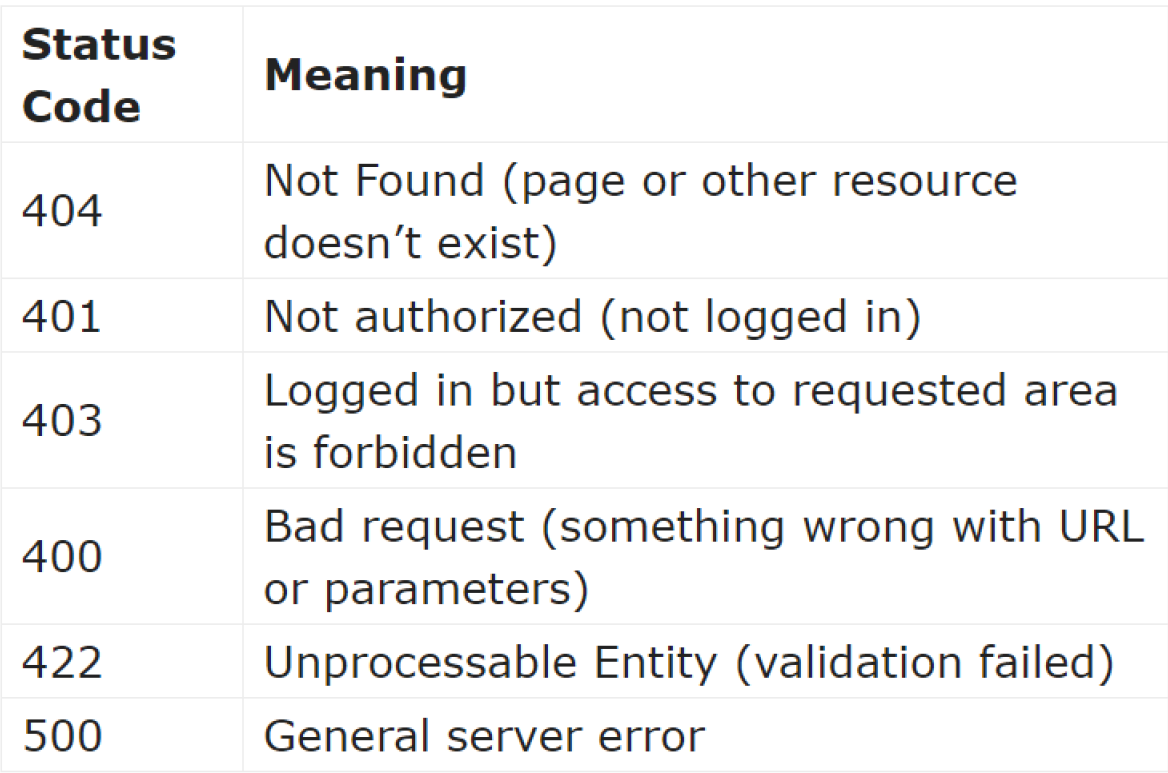 Status
Code
Meaning
404
Not Found (page or other resource
doesn’t exist)
401
Not authorized (not logged in)
403
Logged in but access to requested area
is forbidden
400
Bad request (something wrong with URL
or parameters)
422
Unprocessable Entity (validation failed)
500
General server error